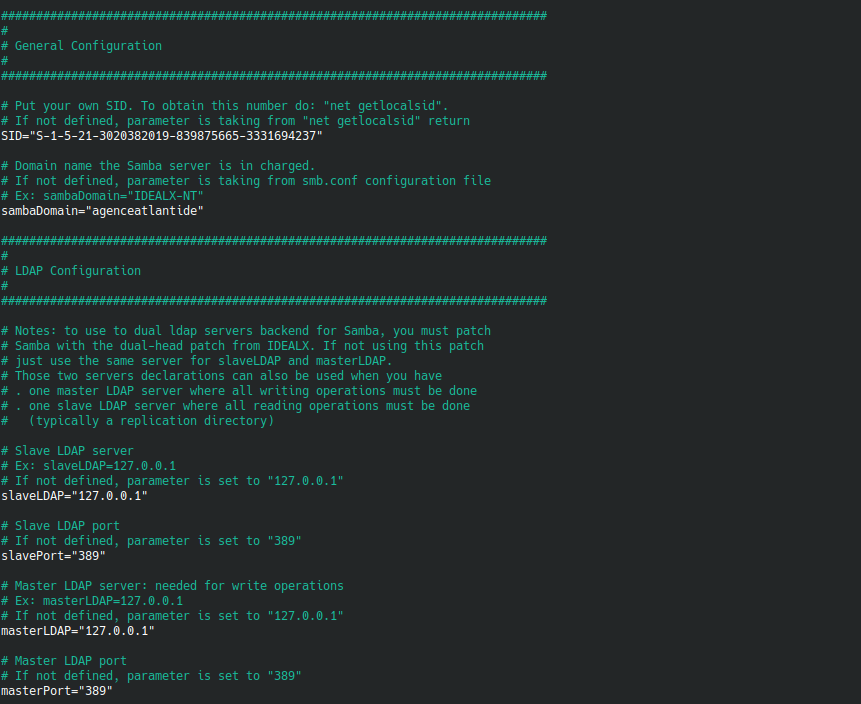 ##############################################################################
#
# General Configuration
#
##############################################################################
# Put your own SID. To obtain this number do: "net getlocalsid".
# If not defined, parameter is taking from "net getlocalsid" return
SID="S-1-5-21-3020382019-839875665-3331694237"
# Domain name the Samba server is in charged.
# If not defined, parameter is taking from smb.conf configuration file
# Ex: sambaDomain="IDEALX-NT"
sambaDomain="agenceatlantide"
##############################################################################
#
# LDAP Configuration
#
##############################################################################
# Notes: to use to dual ldap servers backend for Samba, you must patch
# Samba with the dual-head patch from IDEALX. If not using this patch
# just use the same server for slaveLDAP and masterLDAP.
# Those two servers declarations can also be used when you have
# . one master LDAP server where all writing operations must be done
# . one slave LDAP server where all reading operations must be done
#   (typically a replication directory)
# Slave LDAP server
# Ex: slaveLDAP=127.0.0.1
# If not defined, parameter is set to "127.0.0.1"
slaveLDAP="127.0.0.1"
# Slave LDAP port
# If not defined, parameter is set to "389"
slavePort="389"
# Master LDAP server: needed for write operations
# Ex: masterLDAP=127.0.0.1
# If not defined, parameter is set to "127.0.0.1"
masterLDAP="127.0.0.1"
# Master LDAP port
# If not defined, parameter is set to "389"
masterPort="389"